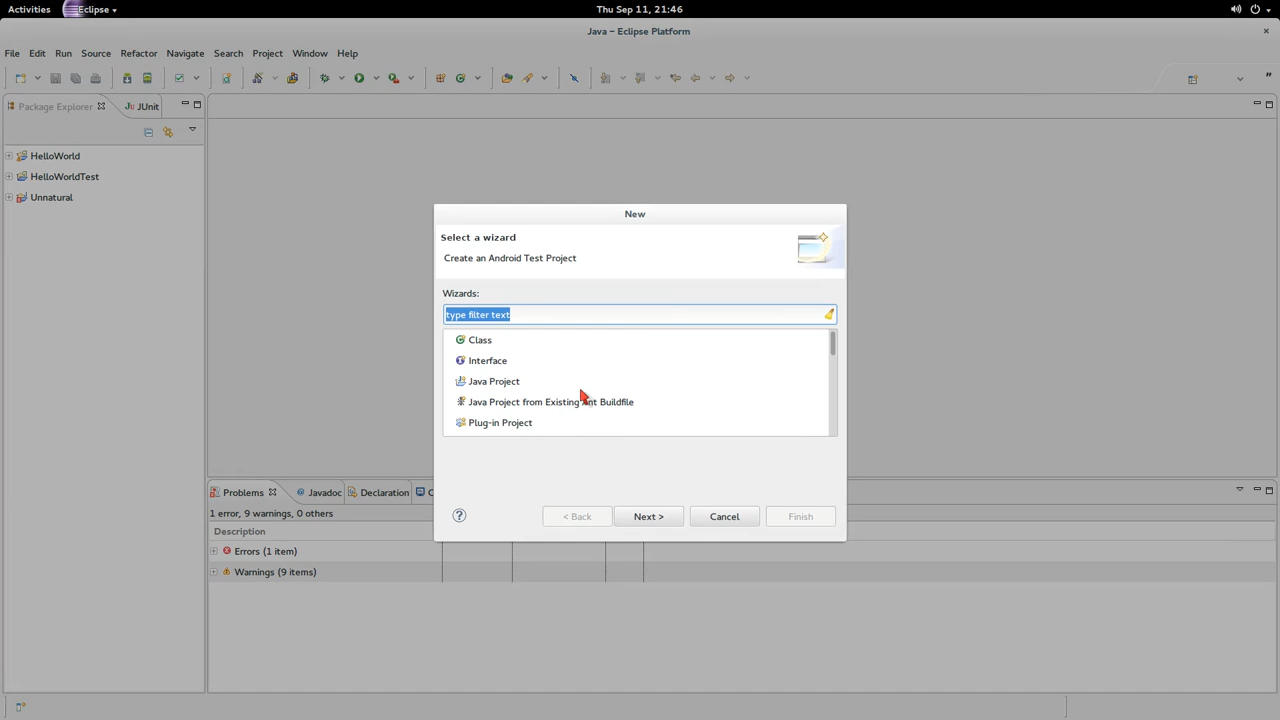 Activities Eclipse Thu Sep 11, 21:46
Java – Eclipse Platform
File Edit Run Source Refactor Navigate Search Project Window Help
Package Explorer Ju JUnit
HelloWorld
HelloWorldTest
Unnatural
New
Select a wizard
Create an Android Test Project
Wizards:
type filter text
Class
Interface
Java Project
Java Project from Existing Ant Buildfile
Plug-in Project
< Back Next > Cancel Finish
Problems @ Javadoc Declaration C
1 error, 9 warnings, 0 others
Description
Errors (1 item)
Warnings (9 items)